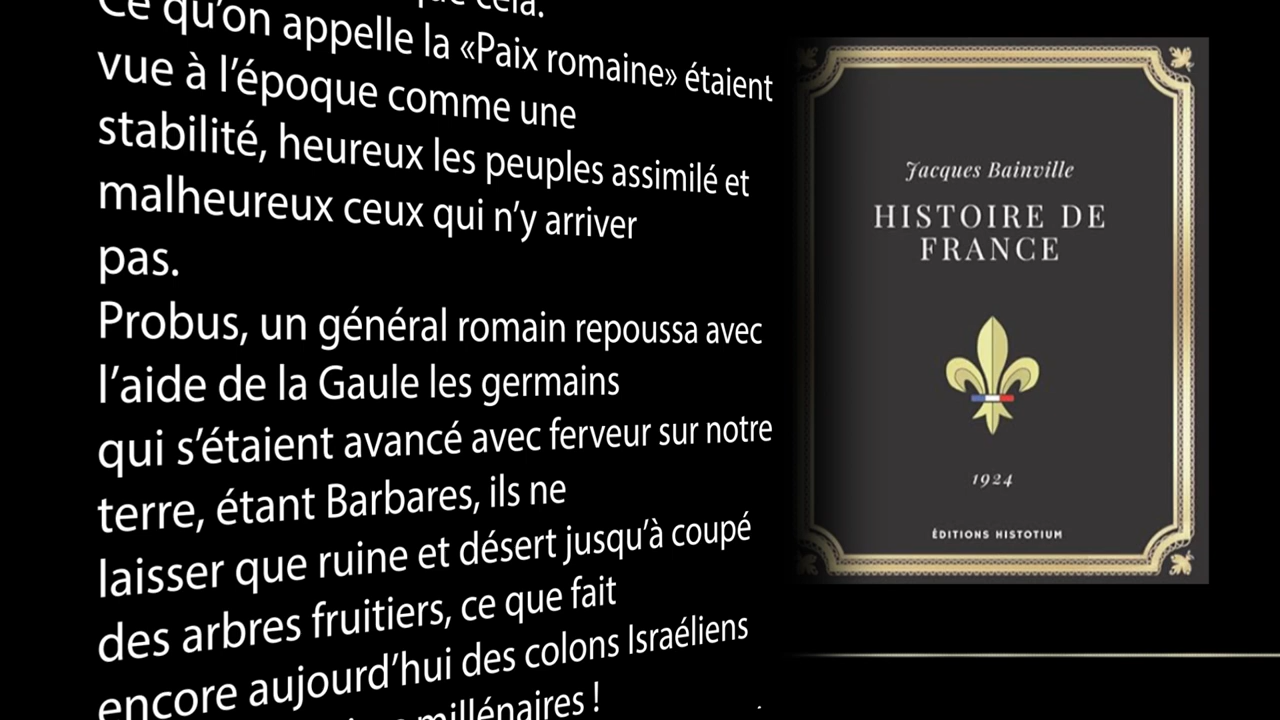 cela.
Ce qu'on appelle la «Paix romaine» étaient
vue à l'époque comme une
stabilité, heureux les peuples assimilé et
malheureux ceux qui n'y arriver
pas.
Probus, un général romain repoussa avec
l'aide de la Gaule les germains
qui s'étaient avancé avec ferveur sur notre
terre, étant Barbares, ils ne
laisser que ruine et désert jusqu'à coupé
des arbres fruitiers, ce que fait
encore aujourd'hui des colons Israéliens
millénaires !
Jacques Bainville
HISTOIRE DE
FRANCE
1924
ÉDITIONS HISTOTIUM